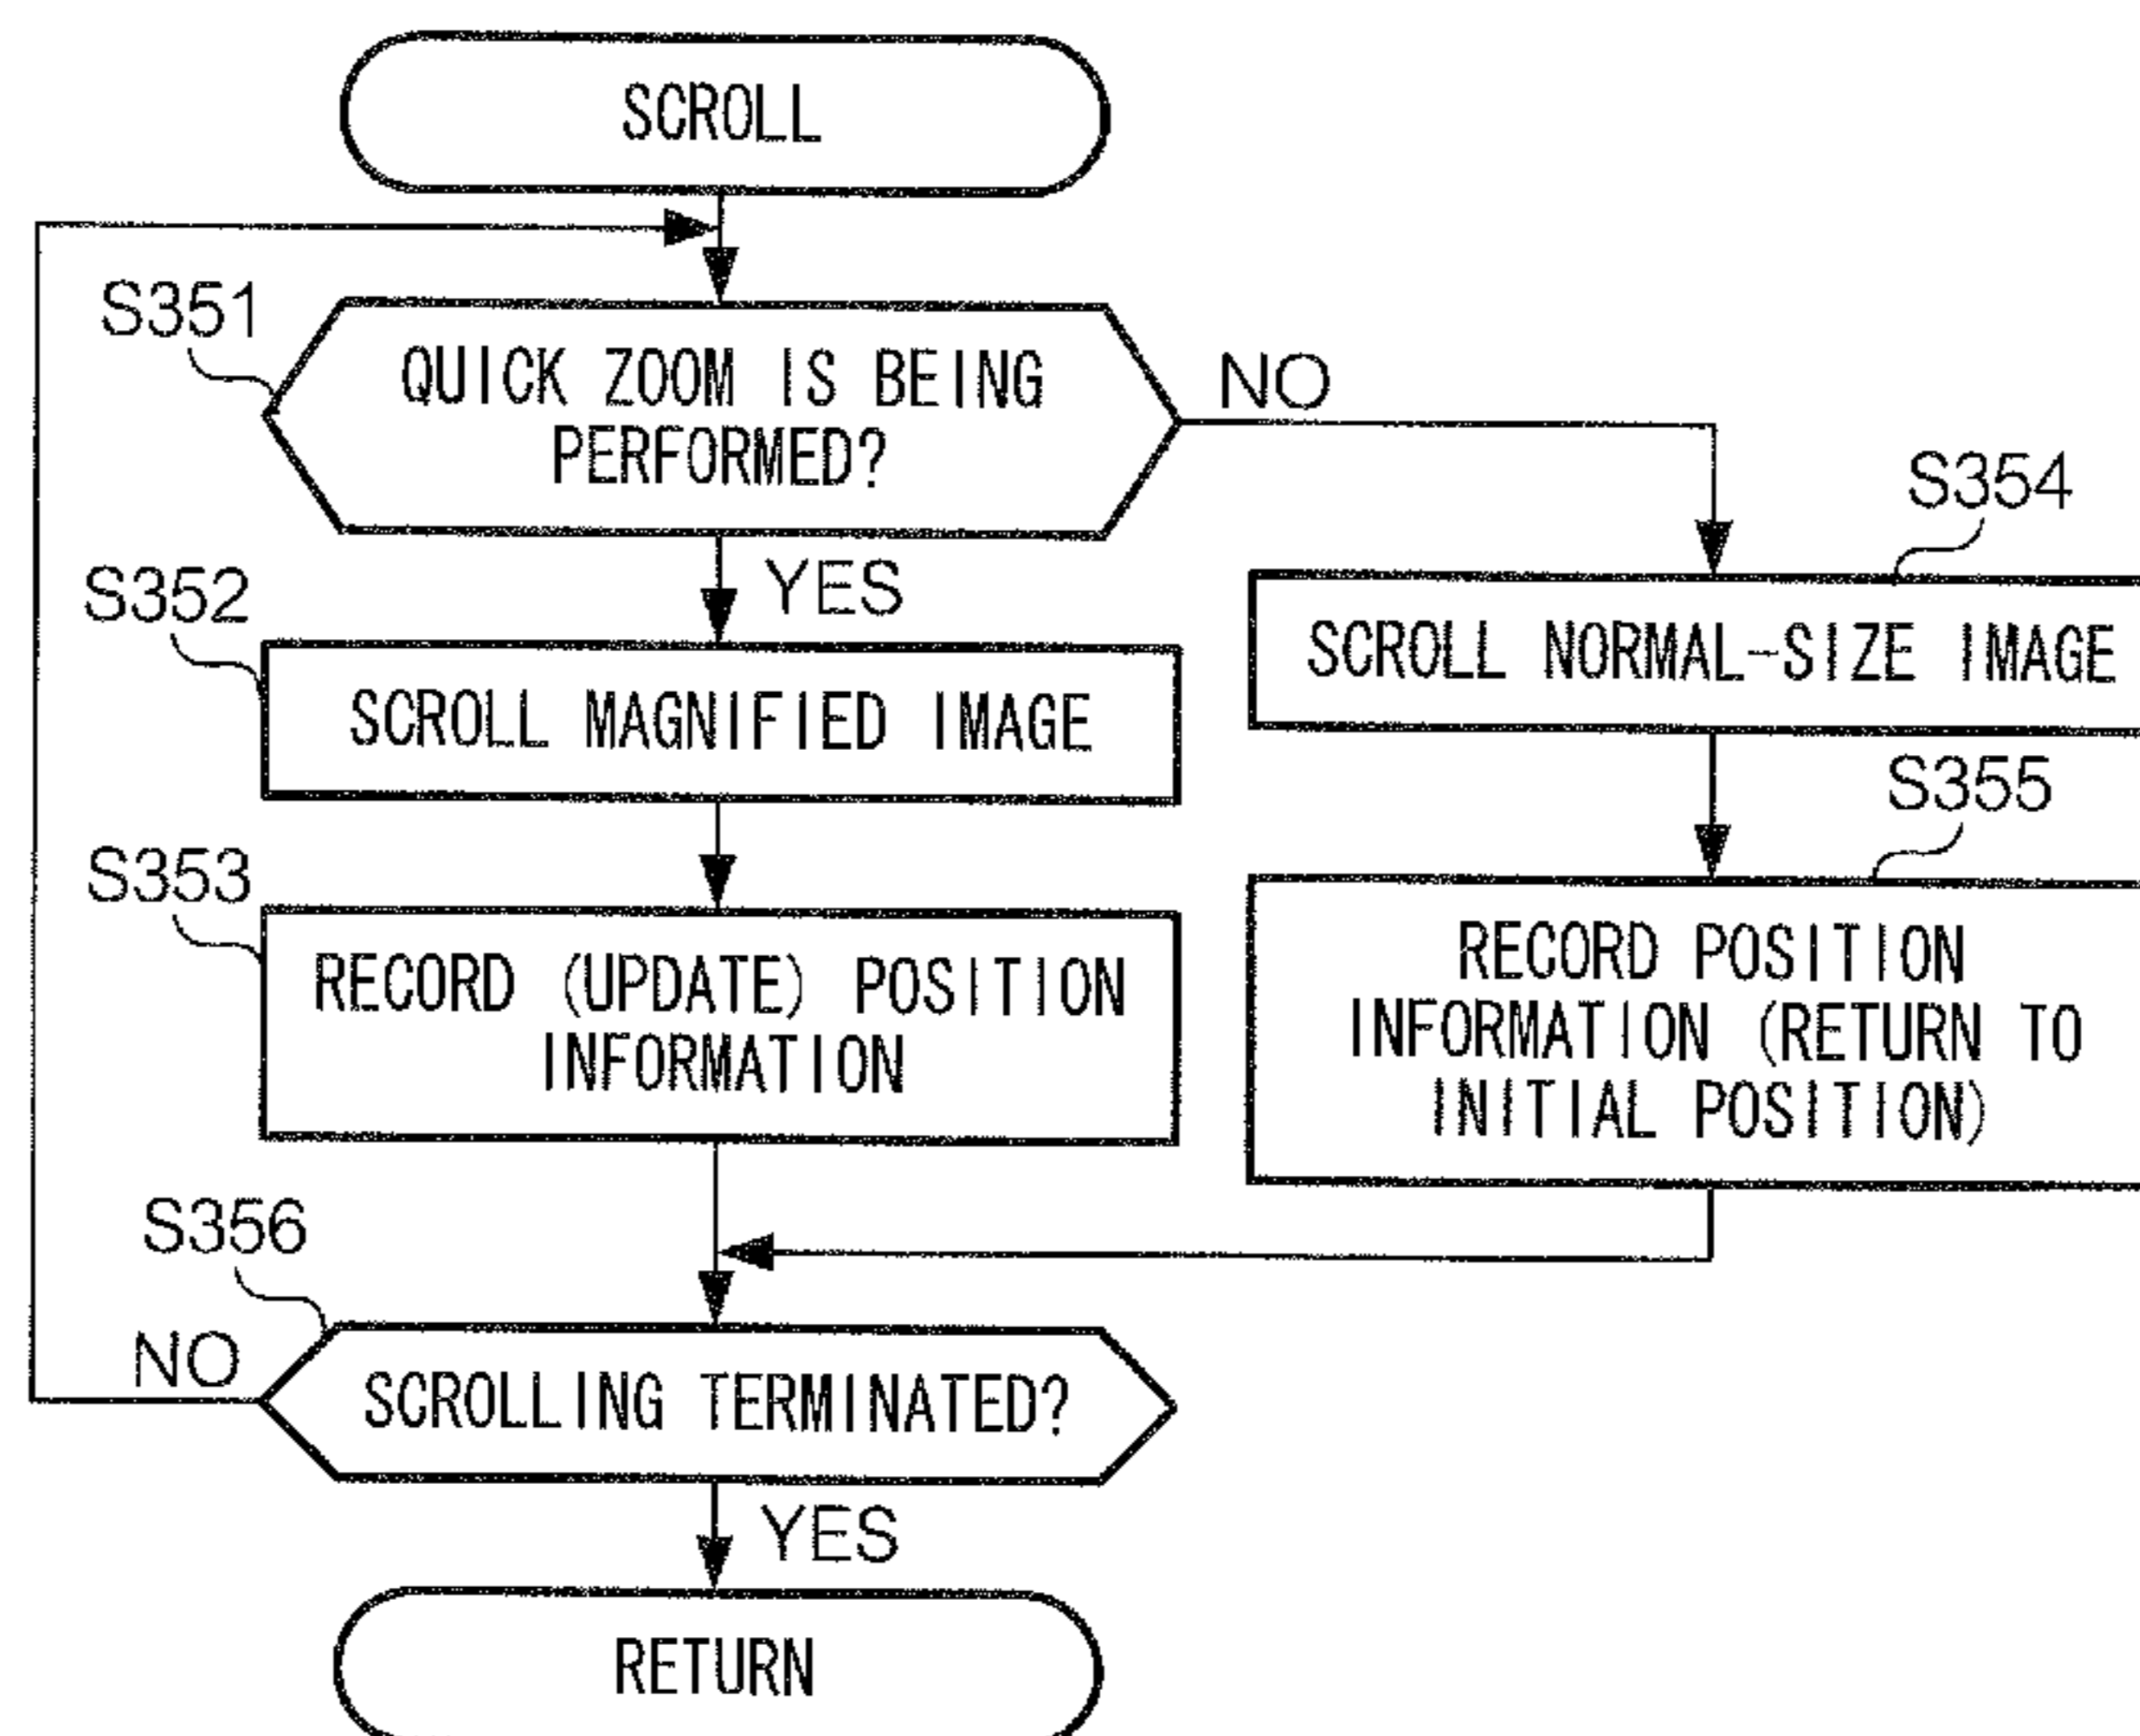 SCROLL
S351
QUICK ZOOM IS BEING
PERFORMED?
NO
YES
S352
SCROLL MAGNIFIED IMAGE
S353
RECORD (UPDATE) POSITION
INFORMATION
S354
SCROLL NORMAL-SIZE IMAGE
S355
RECORD POSITION
INFORMATION (RETURN TO
INITIAL POSITION)
S356
NO
SCROLLING TERMINATED?
YES
RETURN